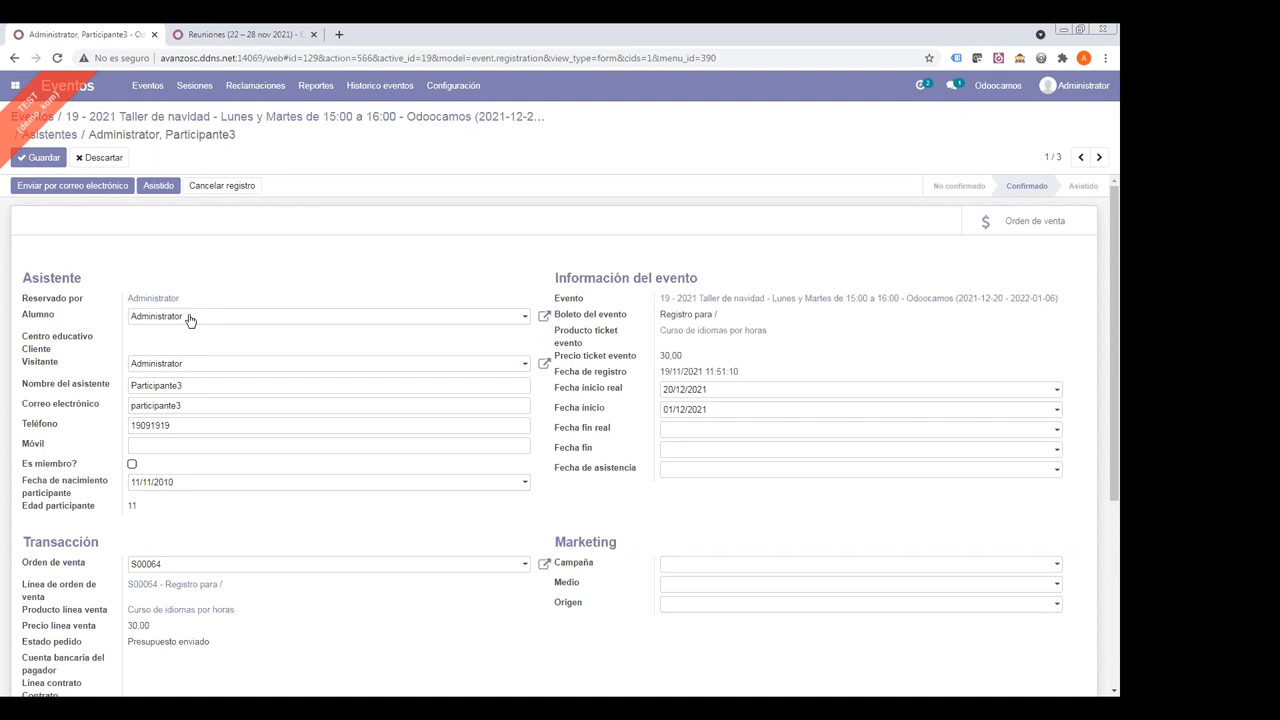 Administrator, Participante3 - O
Reuniones (22 – 28 nov 2021) -
No es seguro
avanzosc.ddns.net:14069/web#id=129&action=566&active_id=19&model=event.registration&view_type=form&cids=1&menu_id=390
A
TEST
Eventos
Eventos
Sesiones
Reclamaciones
Reportes
Historico eventos
Configuración
2
1
Odoocamos
Administrator
Eventos / 19 - 2021 Taller de navidad - Lunes y Martes de 15:00 a 16:00 - Odoocamos (2021-12-2...
/ Asistentes / Administrator, Participante3
Guardar
Descartar
1 / 3
Enviar por correo electrónico
Asistido
Cancelar registro
No confirmado
Confirmado
Asistido
$ Orden de venta
Asistente
Reservado por Administrator
Alumno Administrator
Centro educativo
Cliente
Visitante Administrator
Nombre del asistente Participante3
Correo electrónico participante3
Teléfono 19091919
Móvil
Es miembro?
Fecha de nacimiento 11/11/2010
participante
Edad participante 11
Información del evento
Evento 19 - 2021 Taller de navidad - Lunes y Martes de 15:00 a 16:00 - Odoocamos (2021-12-20 - 2022-01-06)
Boleto del evento Registro para /
Producto ticket Curso de idiomas por horas
evento
Precio ticket evento 30,00
Fecha de registro 19/11/2021 11:51:10
Fecha inicio real 20/12/2021
Fecha inicio 01/12/2021
Fecha fin real
Fecha fin
Fecha de asistencia
Transacción
Orden de venta S00064
Línea de orden de S00064 - Registro para /
venta
Producto línea venta Curso de idiomas por horas
Precio línea venta 30,00
Estado pedido Presupuesto enviado
Cuenta bancaria del
pagador
Línea contrato
Contrato
Marketing
Campaña
Medio
Origen